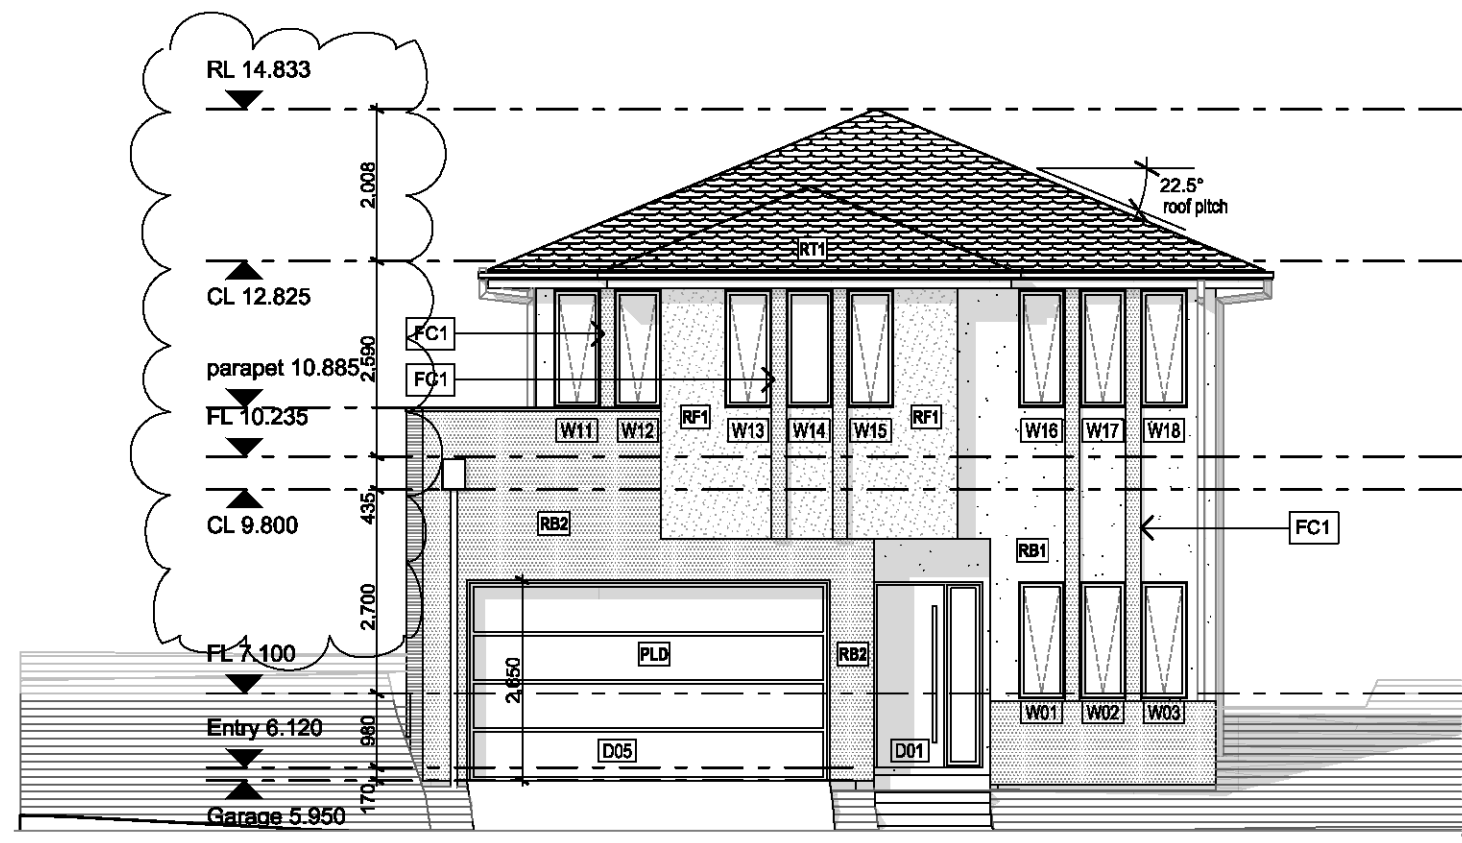 RL 14.833
2,008
22.5°
roof pitch
RT1
CL 12.825
FC1
2,590
parapet 10.885
FC1
FL 10.235
RF1
RF1
W11
W12
W13
W14
W15
W16
W17
W18
435
CL 9.800
RB2
FC1
RB1
2,700
FL 7.100
PLD
RB2
2,650
W01
W02
W03
Entry 6.120
980
D05
D01
170
Garage 5.950